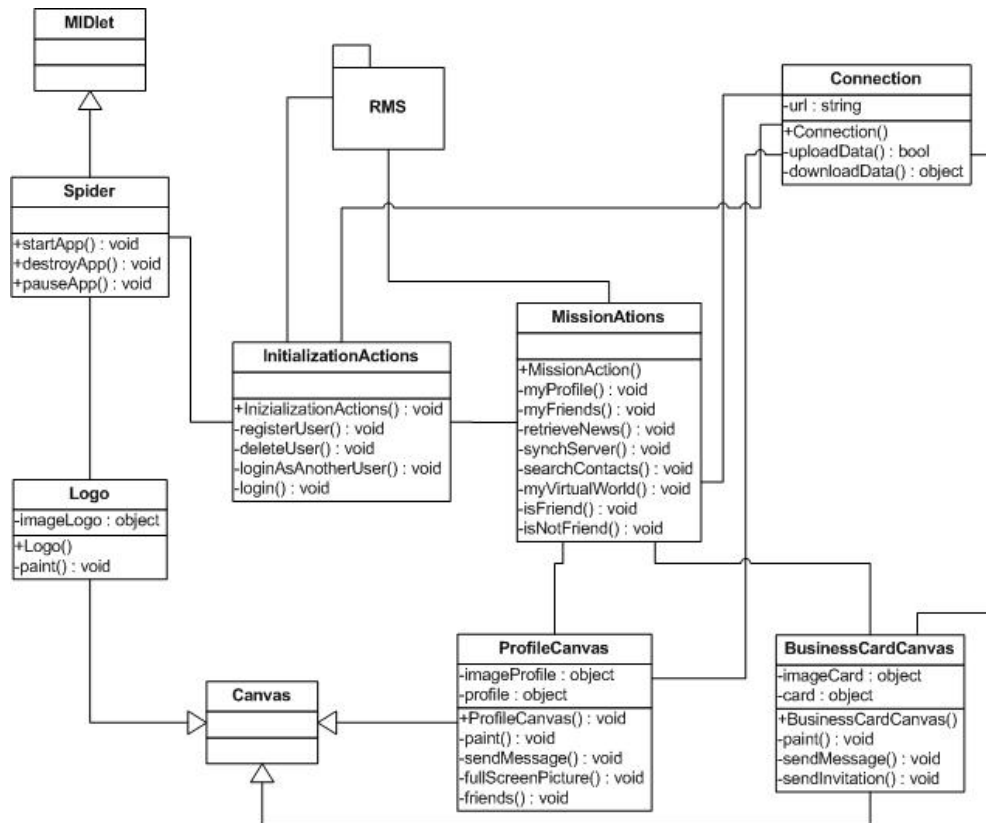 MIDlet
RMS
Connection
-url : string
+Connection()
-uploadData() : bool
-downloadData() : object
Spider
+startApp() : void
+destroyApp() : void
+pauseApp() : void
InitializationActions
+InizializationActions() : void
-registerUser() : void
-deleteUser() : void
-loginAsAnotherUser() : void
-login() : void
MissionAtions
+MissionAction()
-myProfile() : void
-myFriends() : void
-retrieveNews() : void
-synchServer() : void
-searchContacts() : void
-myVirtualWorld() : void
-isFriend() : void
-isNotFriend() : void
Logo
-imageLogo : object
+Logo()
-paint() : void
Canvas
ProfileCanvas
-imageProfile : object
-profile : object
+ProfileCanvas() : void
-paint() : void
-sendMessage() : void
-fullScreenPicture() : void
-friends() : void
BusinessCardCanvas
-imageCard : object
-card : object
+BusinessCardCanvas()
-paint() : void
-sendMessage() : void
-sendInvitation() : void